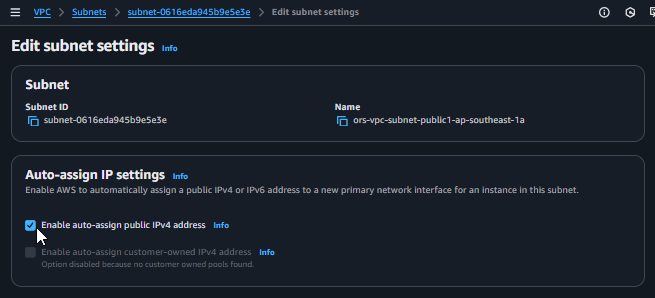 VPC > Subnets > subnet-0616eda945b9e5e3e > Edit subnet settings
Edit subnet settings Info
Subnet
Subnet ID
subnet-0616eda945b9e5e3e
Name
ors-vpc-subnet-public1-ap-southeast-1a
Auto-assign IP settings Info
Enable AWS to automatically assign a public IPv4 or IPv6 address to a new primary network interface for an instance in this subnet.
Enable auto-assign public IPv4 address Info
Enable auto-assign customer-owned IPv4 address Info
Option disabled because no customer owned pools found.